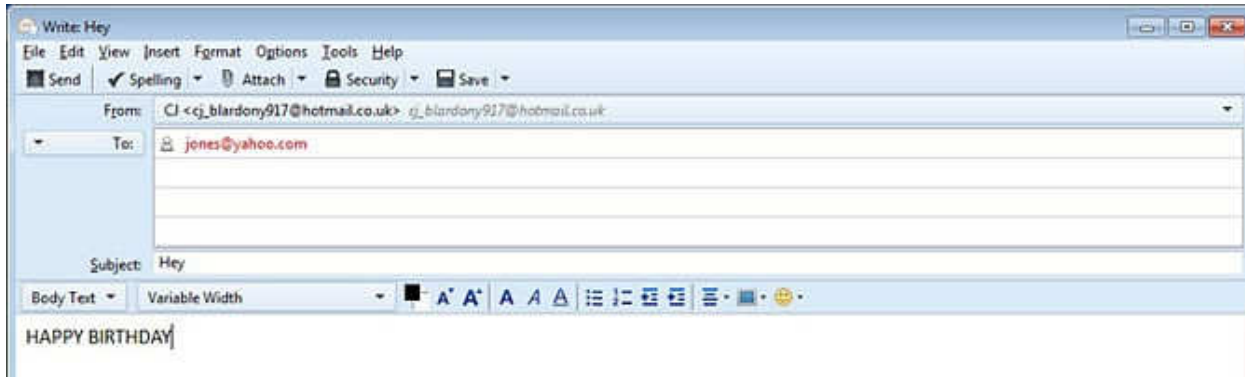 Write: Hey
File Edit View Insert Format Options Tools Help
Send Spelling Attach Security Save
From: CJ <cj_blardony917@hotmail.co.uk> cj_blardony917@hotmail.co.uk
To: jones@yahoo.com
Subject: Hey
Body Text Variable Width
HAPPY BIRTHDAY